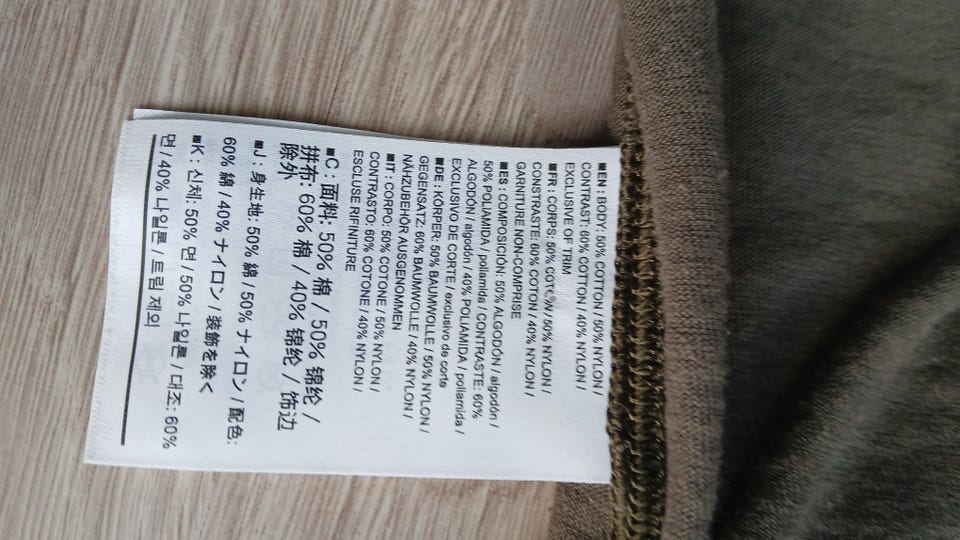 ■EN : BODY: 50% COTTON / 50% NYLON /
CONTRAST: 60% COTTON / 40% NYLON /
EXCLUSIVE OF TRIM
■FR : CORPS: 50% COTON / 50% NYLON /
CONSTRASTE: 60% COTON / 40% NYLON /
GARNITURE NON-COMPRISE
■ES : COMPOSICIÓN: 50% ALGODÓN / algodón /
50% POLIAMIDA / poliamida / CONTRASTE: 60%
ALGODÓN / algodón / 40% POLIAMIDA / poliamida /
EXCLUSIVO DE CORTE / exclusivo de corte
■DE : KÖRPER: 50% BAUMWOLLE / 50% NYLON /
GEGENSATZ: 60% BAUMWOLLE / 40% NYLON /
NÄHZUBEHÖR AUSGENOMMEN
■IT : CORPO: 50% COTONE / 50% NYLON /
CONTRASTO: 60% COTONE / 40% NYLON /
ESCLUSE RIFINITURE
■C : 面料: 50% 棉 / 50% 锦纶 /
拼布: 60% 棉 / 40% 锦纶 / 饰边
除外
■J : 身生地: 50% 綿 / 50% ナイロン / 配色:
60% 綿 / 40% ナイロン / 装飾を除く
■K : 신체: 50% 면 / 50% 나일론 / 대조: 60%
면 / 40% 나일론 / 트림 제외